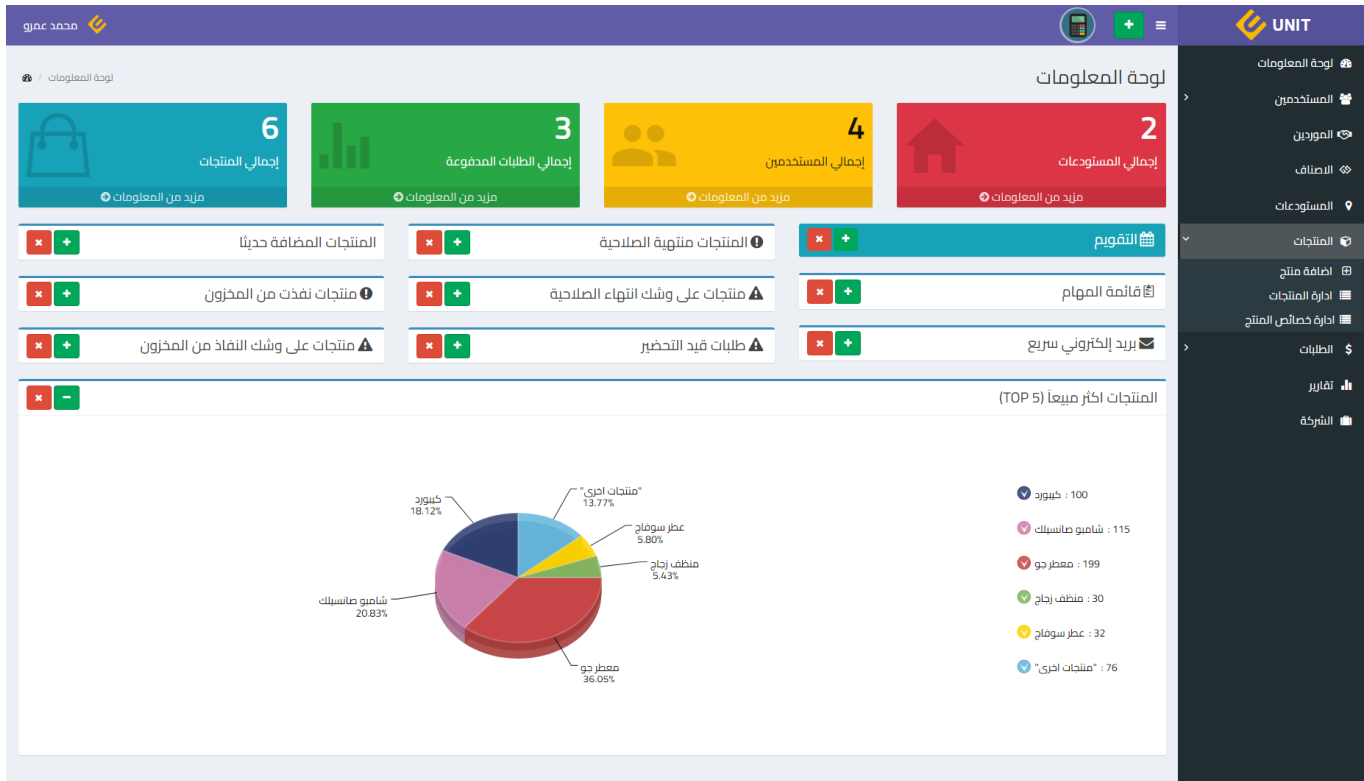 UNIT
محمد عمرو
لوحة المعلومات
المستخدمين
الموردين
الاصناف
المستودعات
المنتجات
اضافة منتج
ادارة المنتجات
ادارة خصائص المنتج
الطلبات
تقارير
الشركة
لوحة المعلومات
لوحة المعلومات /
2
إجمالي المستودعات
مزيد من المعلومات
4
إجمالي المستخدمين
مزيد من المعلومات
3
إجمالي الطلبات المدفوعة
مزيد من المعلومات
6
إجمالي المنتجات
مزيد من المعلومات
التقويم
المنتجات منتهية الصلاحية
المنتجات المضافة حديثا
قائمة المهام
منتجات على وشك انتهاء الصلاحية
منتجات نفذت من المخزون
بريد إلكتروني سريع
طلبات قيد التحضير
منتجات على وشك النفاذ من المخزون
المنتجات اكثر مبيعاً (TOP 5)
100 : كيبورد
115 : شامبو صانسيلك
199 : معطر جو
30 : منظف زجاج
32 : عطر سوفاج
76 : "منتجات اخرى"
"منتجات اخرى"
13.77%
كيبورد
18.12%
عطر سوفاج
5.80%
منظف زجاج
5.43%
شامبو صانسيلك
20.83%
معطر جو
36.05%